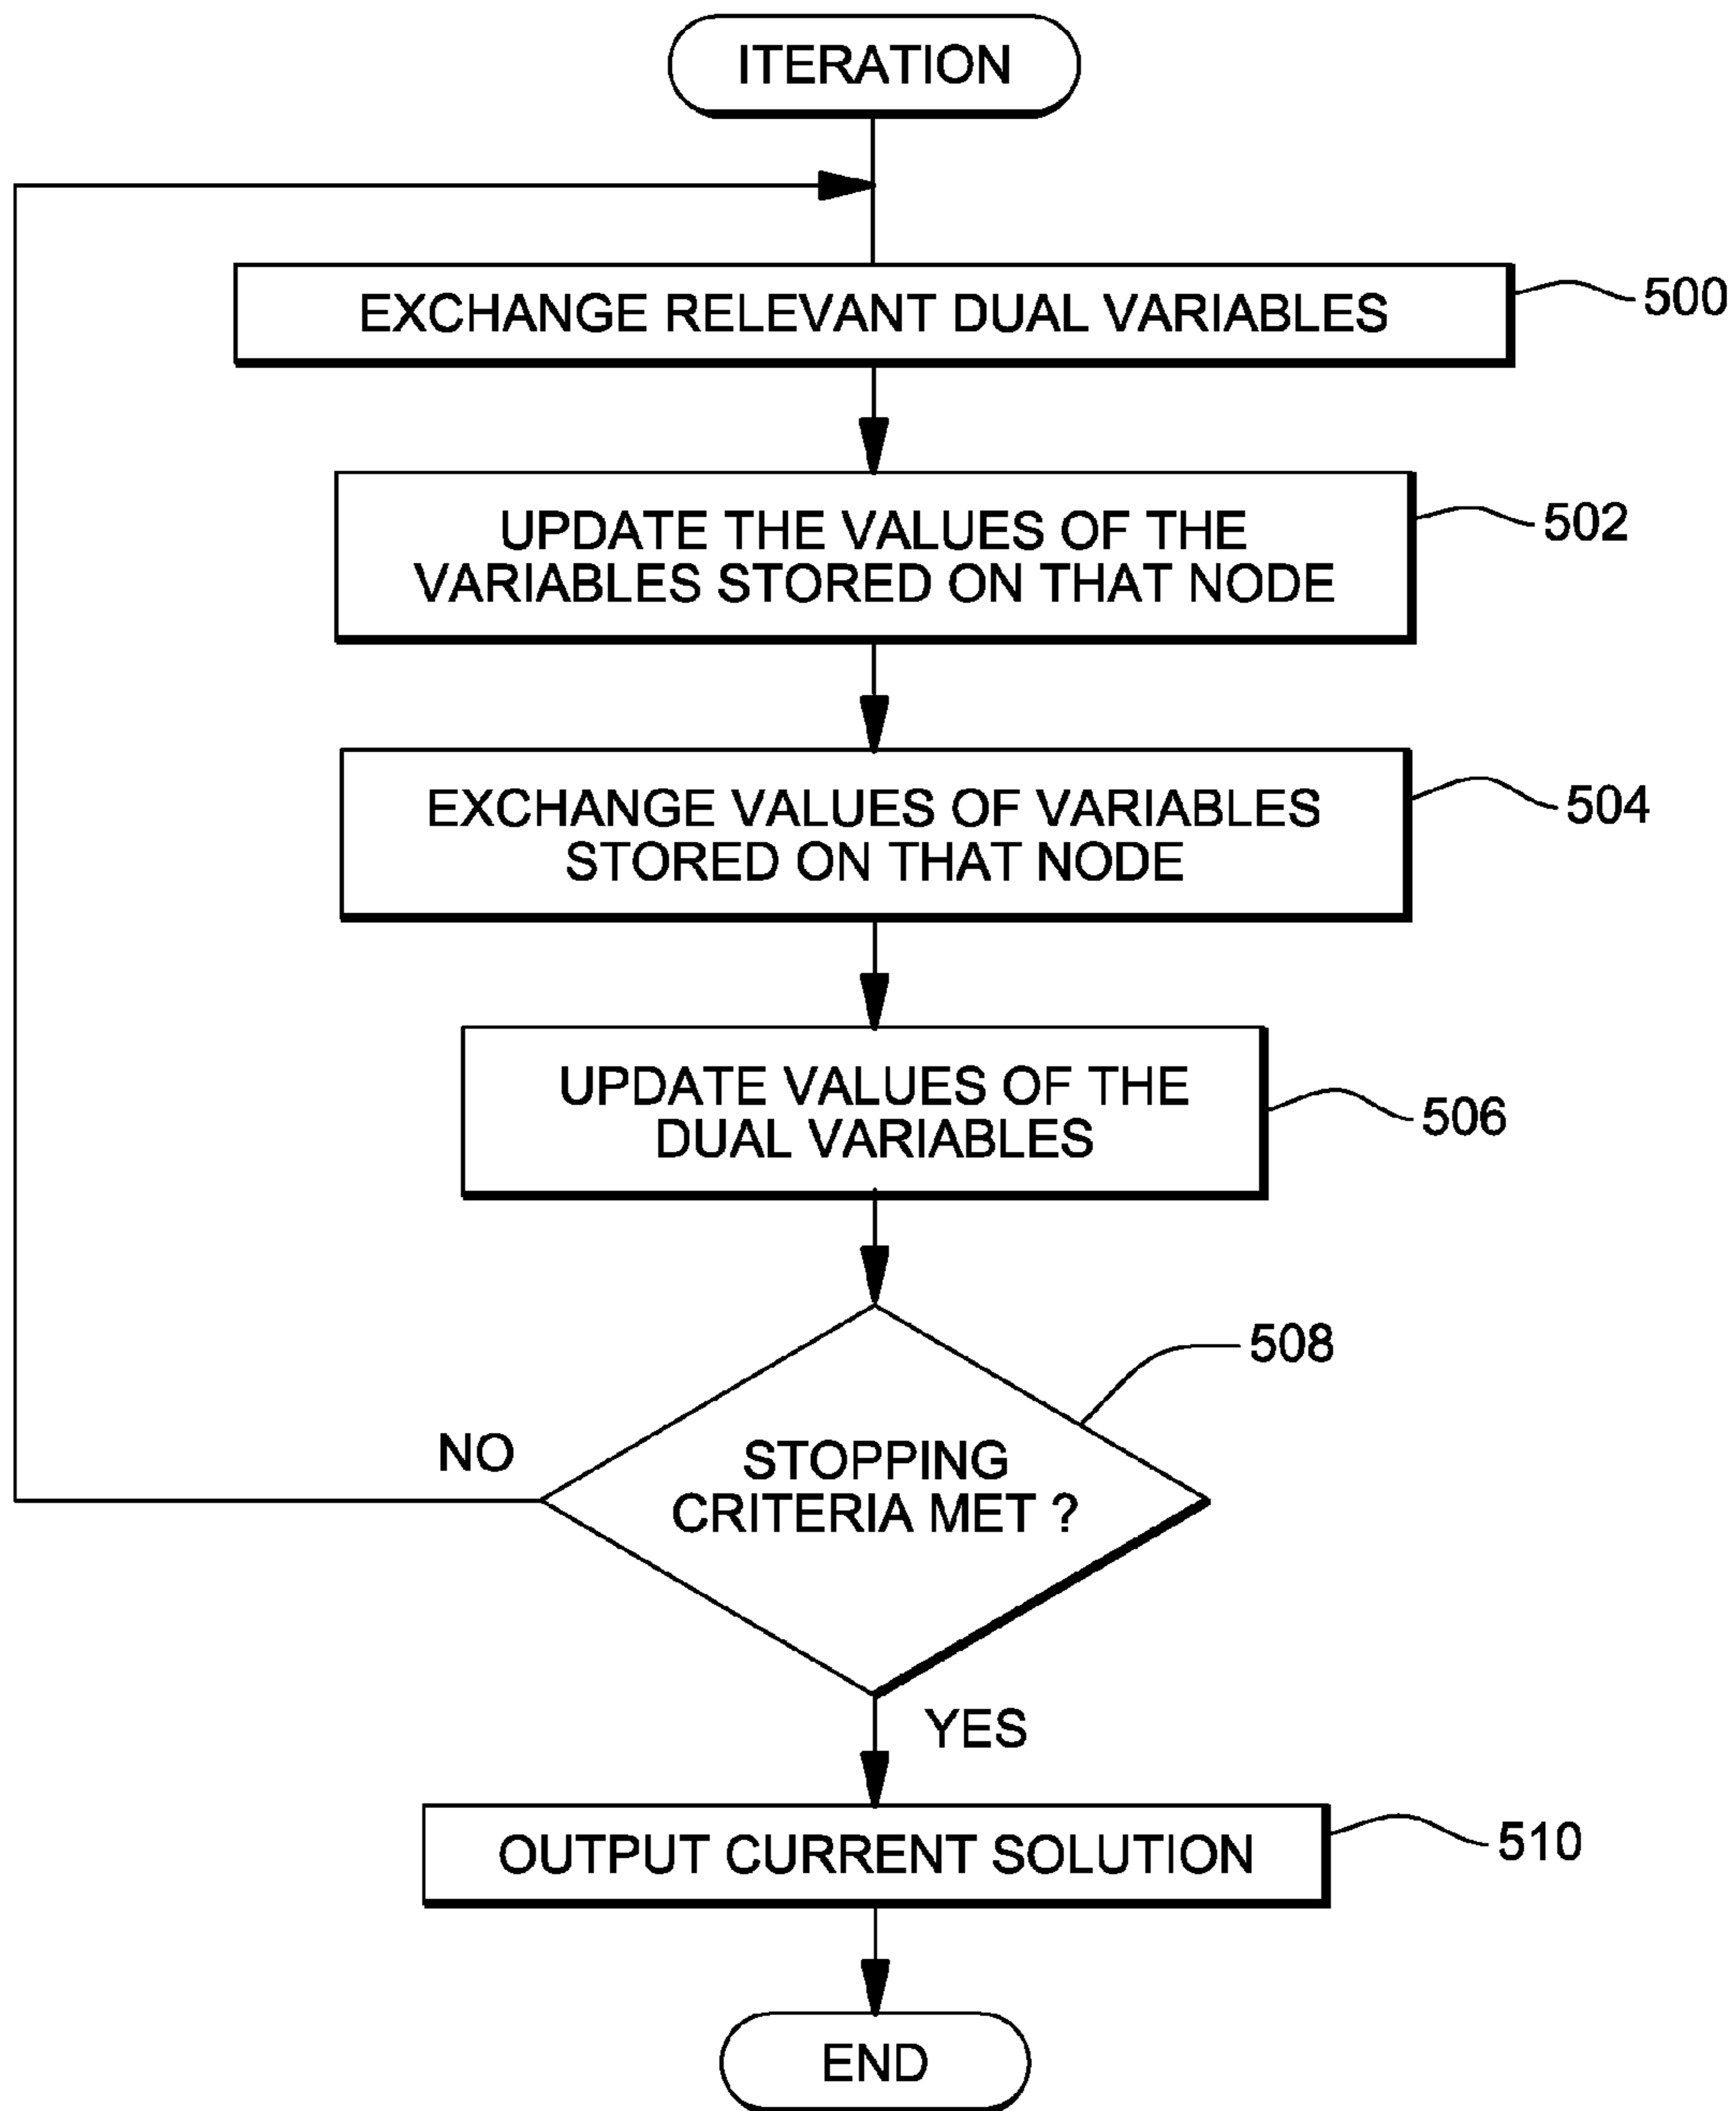 ITERATION
EXCHANGE RELEVANT DUAL VARIABLES
500
UPDATE THE VALUES OF THE
VARIABLES STORED ON THAT NODE
502
EXCHANGE VALUES OF VARIABLES
STORED ON THAT NODE
504
UPDATE VALUES OF THE
DUAL VARIABLES
506
508
NO
STOPPING
CRITERIA MET ?
YES
OUTPUT CURRENT SOLUTION
510
END